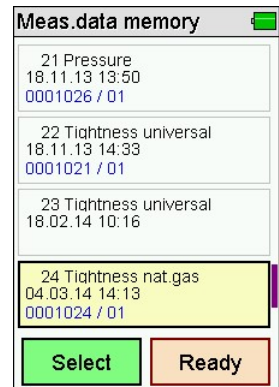 Meas.data memory
21 Pressure
18.11.13 13:50
0001026 / 01
22 Tightness universal
18.11.13 14:33
0001021 / 01
23 Tightness universal
18.02.14 10:16
24 Tightness nat.gas
04.03.14 14:13
0001024 / 01
Select
Ready